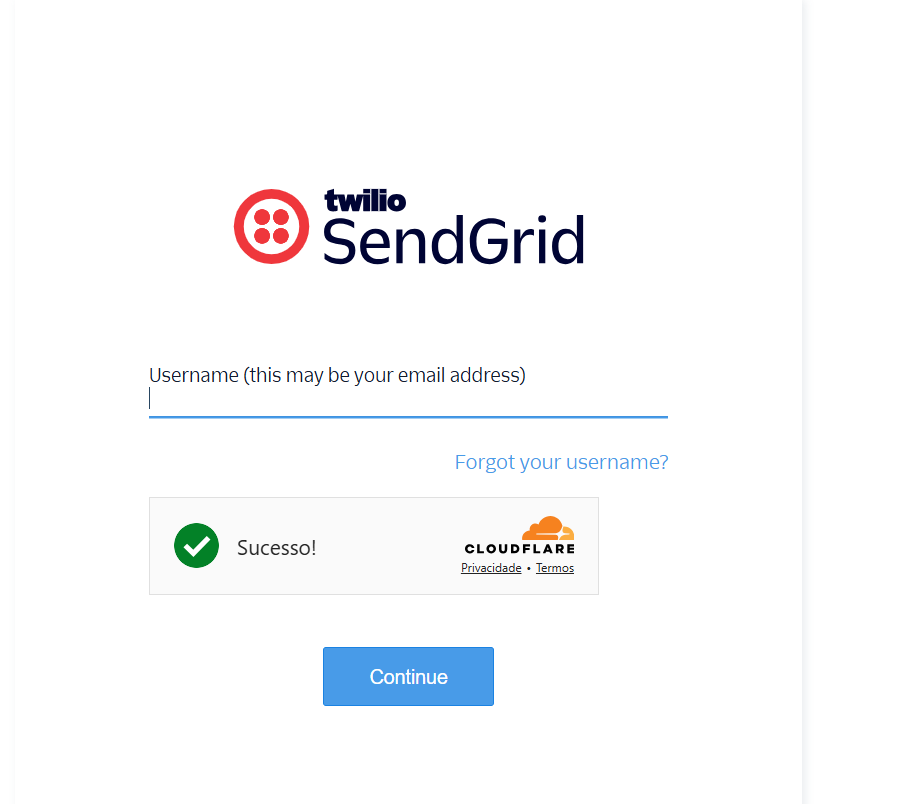 twilio
SendGrid
Username (this may be your email address)
Forgot your username?
Sucesso!
CLOUDFLARE
Privacidade • Termos
Continue